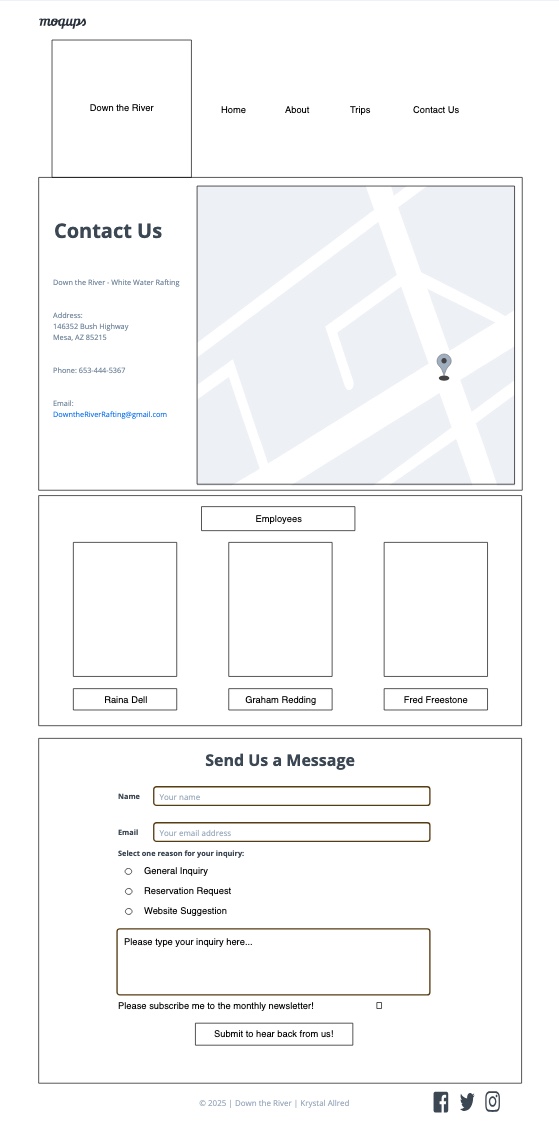 moqups
Down the River
Home About Trips Contact Us
Contact Us
Down the River - White Water Rafting
Address:
146352 Bush Highway
Mesa, AZ 85215
Phone: 653-444-5367
Email:
DowntheRiverRafting@gmail.com
Employees
Raina Dell Graham Redding Fred Freestone
Send Us a Message
Name Your name
Email Your email address
Select one reason for your inquiry:
General Inquiry
Reservation Request
Website Suggestion
Please type your inquiry here...
Please subscribe me to the monthly newsletter!
Submit to hear back from us!
© 2025 | Down the River | Krystal Allred